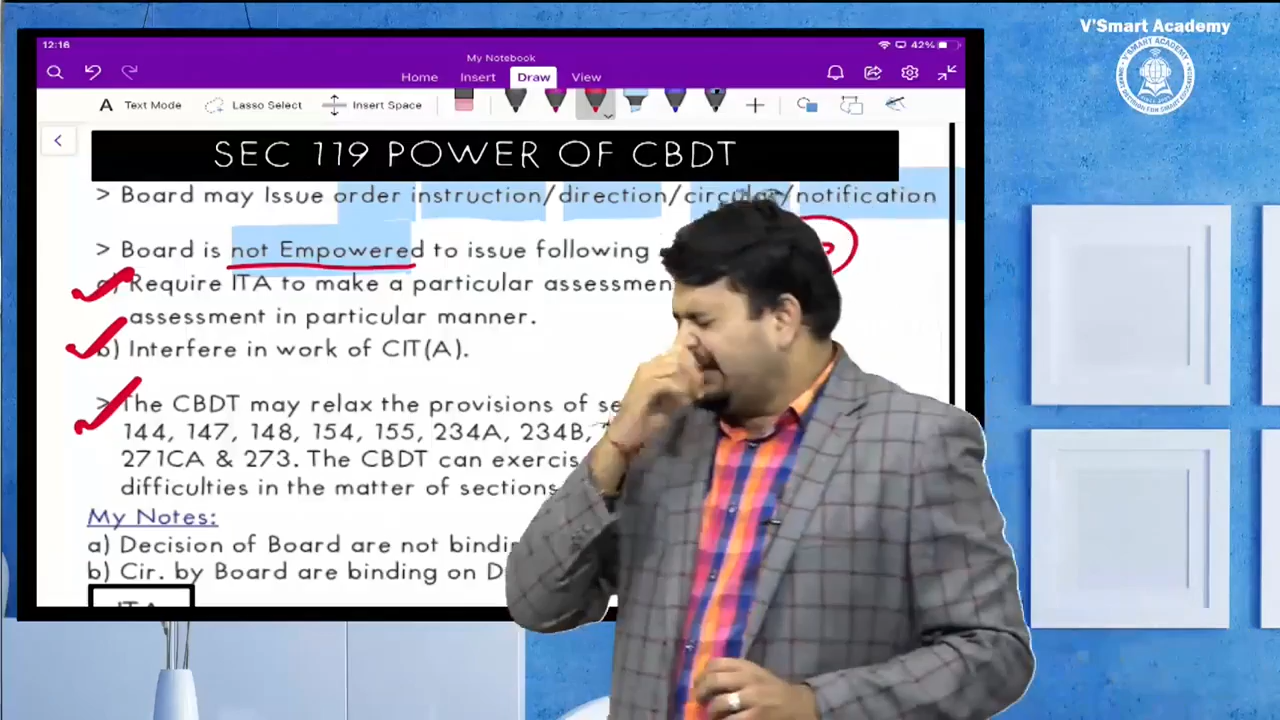 V'Smart Academy
12:16
42%
My Notebook
Home Insert Draw View
Text Mode Lasso Select Insert Space
SEC 119 POWER OF CBDT
> Board may Issue order instruction/direction/circular/notification
> Board is not Empowered to issue following
a) Require ITA to make a particular assessmen
assessment in particular manner.
b) Interfere in work of CIT(A).
> The CBDT may relax the provisions of se
144, 147, 148, 154, 155, 234A, 234B,
271CA & 273. The CBDT can exercis
difficulties in the matter of sections
My Notes:
a) Decision of Board are not bindi
b) Cir. by Board are binding on D